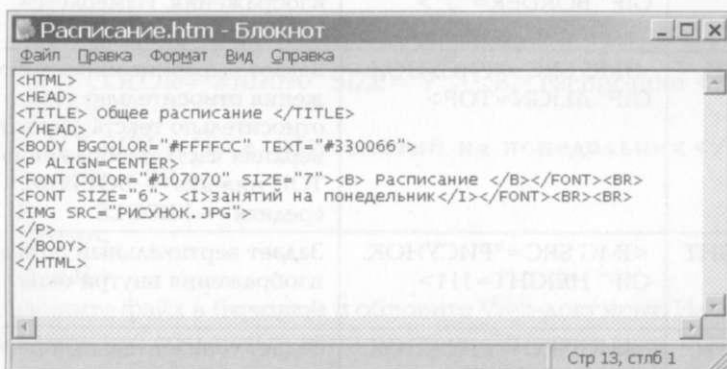 GIF" BORDER=
Расписание.htm - Блокнот
Файл Правка Формат Вид Справка
<HTML>
<HEAD>
<TITLE> Общее расписание </TITLE>
</HEAD>
<BODY BGCOLOR="#FFFFCC" TEXT="#330066">
<P ALIGN=CENTER>
<FONT COLOR="#107070" SIZE="7"><B> Расписание </B></FONT><BR>
<FONT SIZE="6"> <I>занятий на понедельник</I></FONT><BR><BR>
<IMG SRC="РИСУНОК.JPG">
</P>
</BODY>
</HTML>
Стр 13, стлб 1